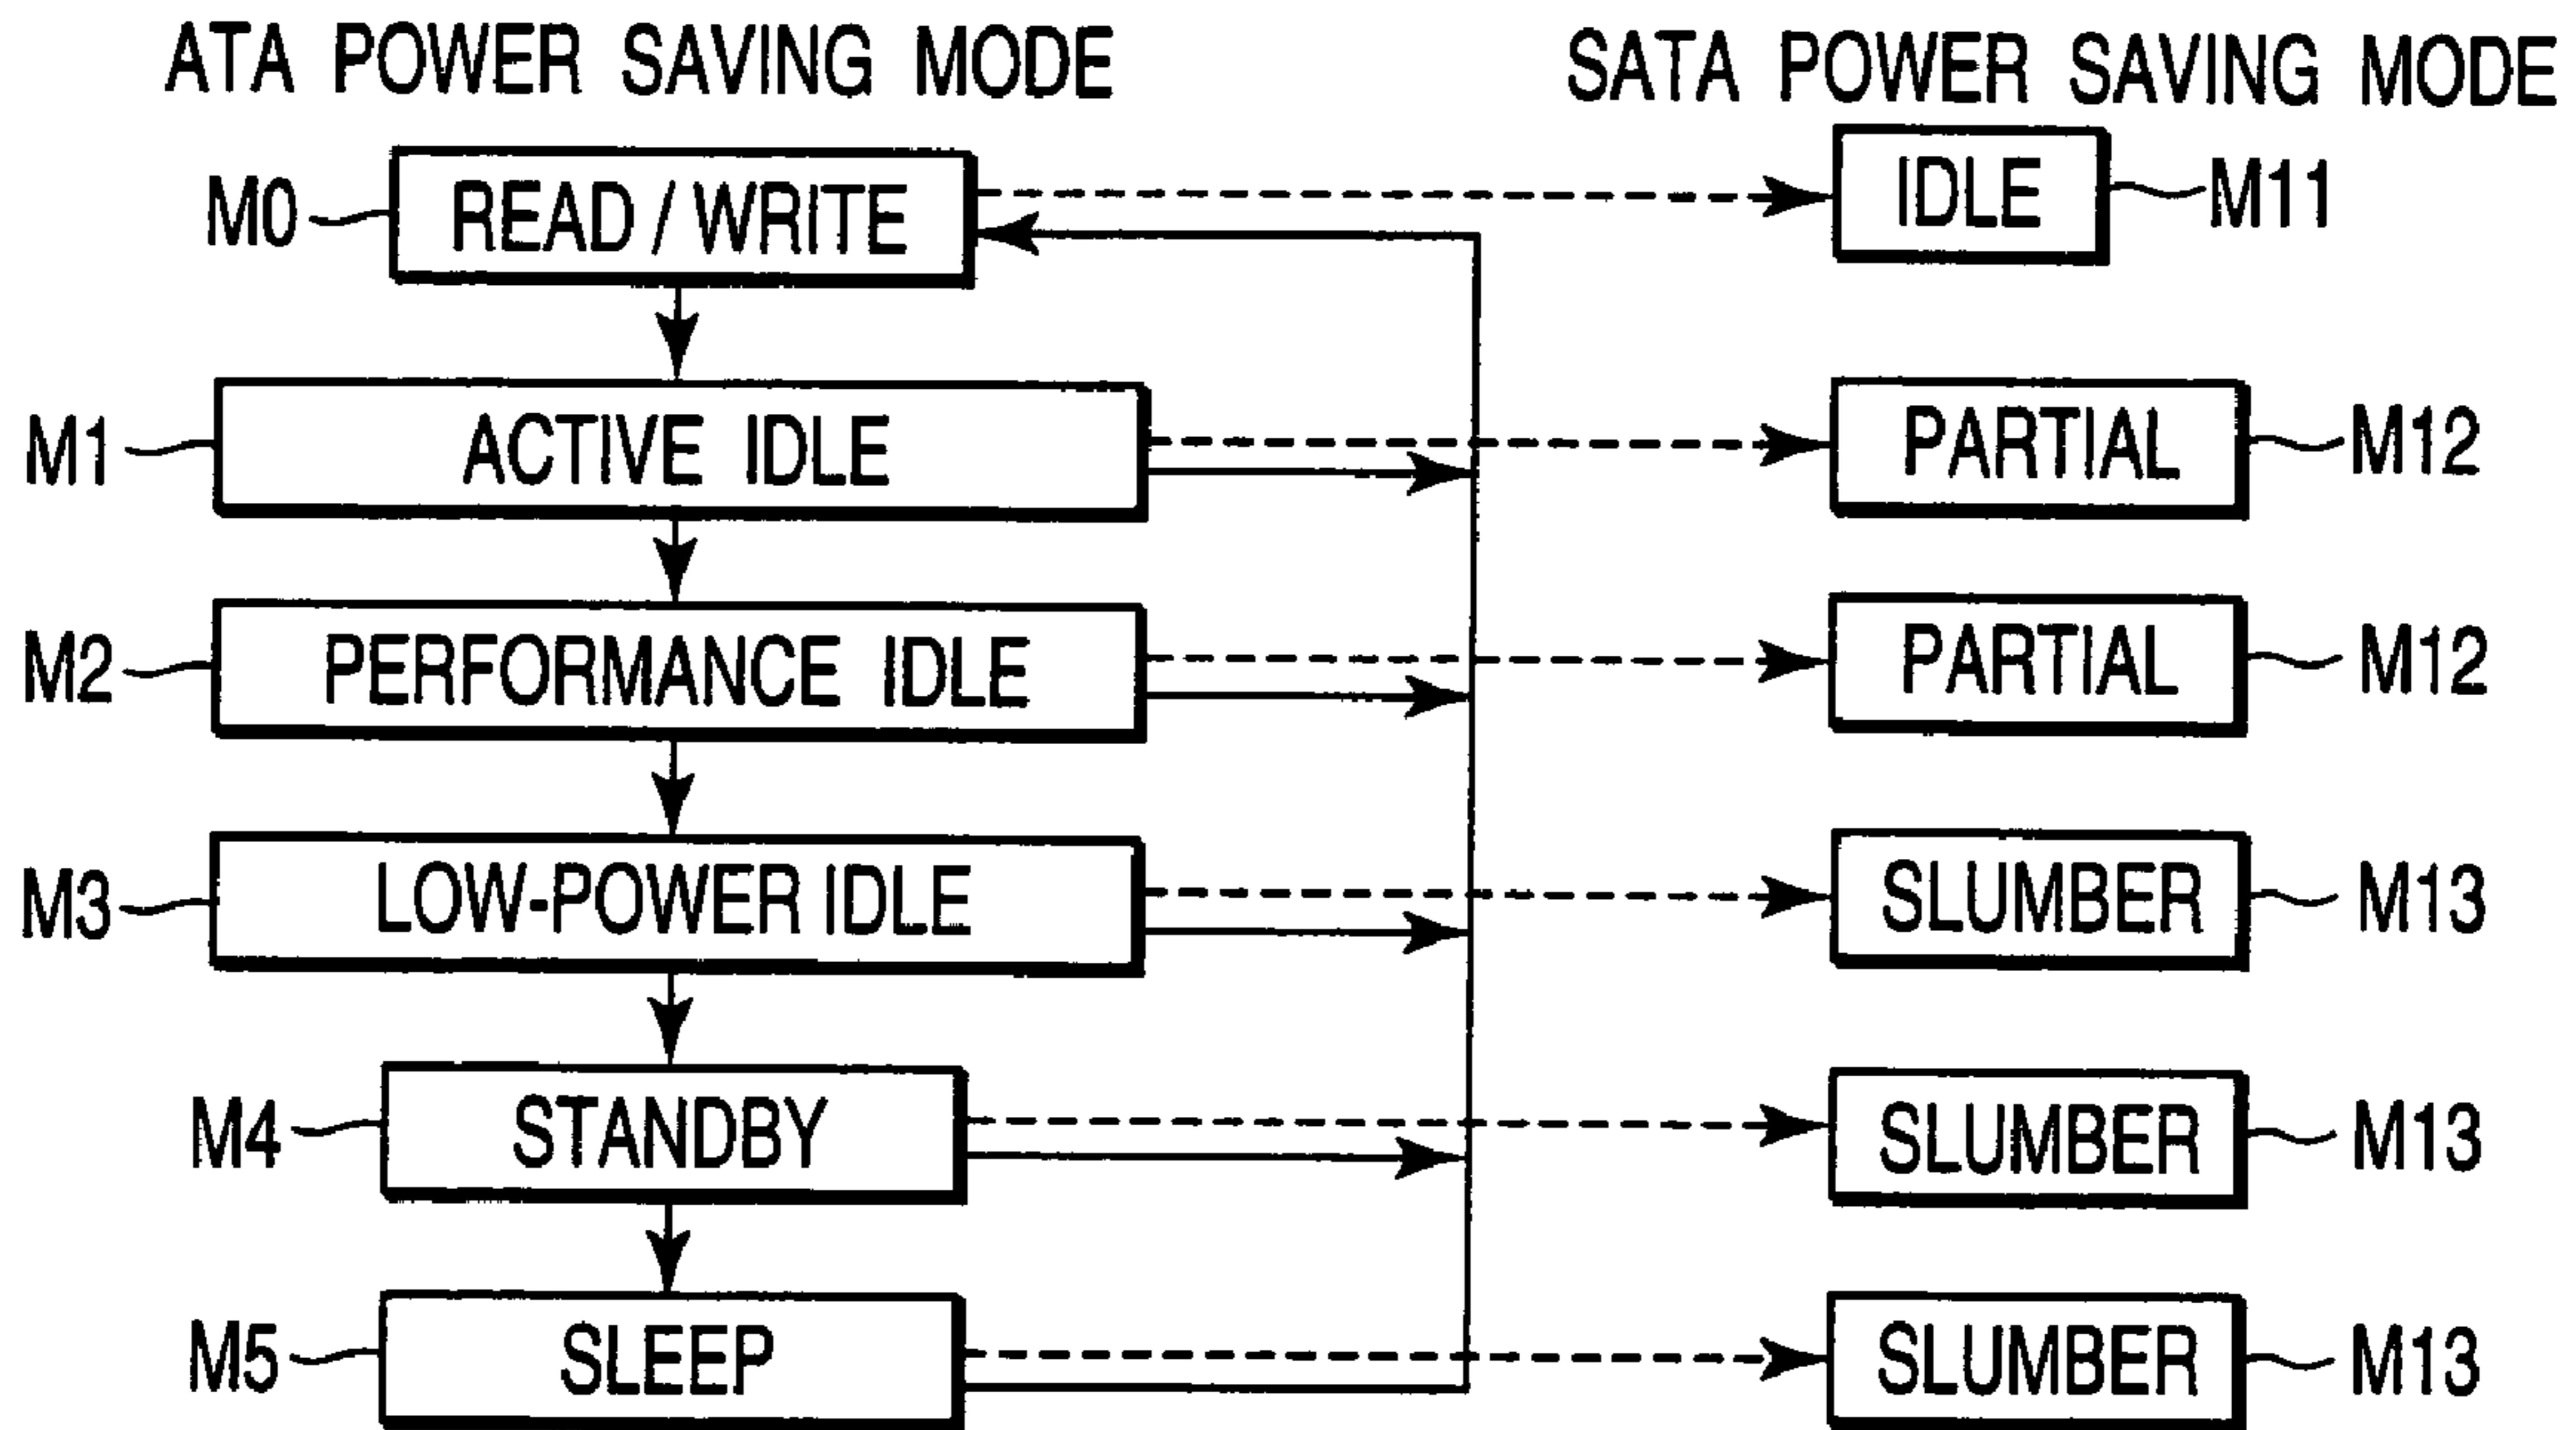 ATA POWER SAVING MODE
SATA POWER SAVING MODE
M0
READ / WRITE
IDLE
M11
M1
ACTIVE IDLE
PARTIAL
M12
M2
PERFORMANCE IDLE
PARTIAL
M12
M3
LOW-POWER IDLE
SLUMBER
M13
M4
STANDBY
SLUMBER
M13
M5
SLEEP
SLUMBER
M13